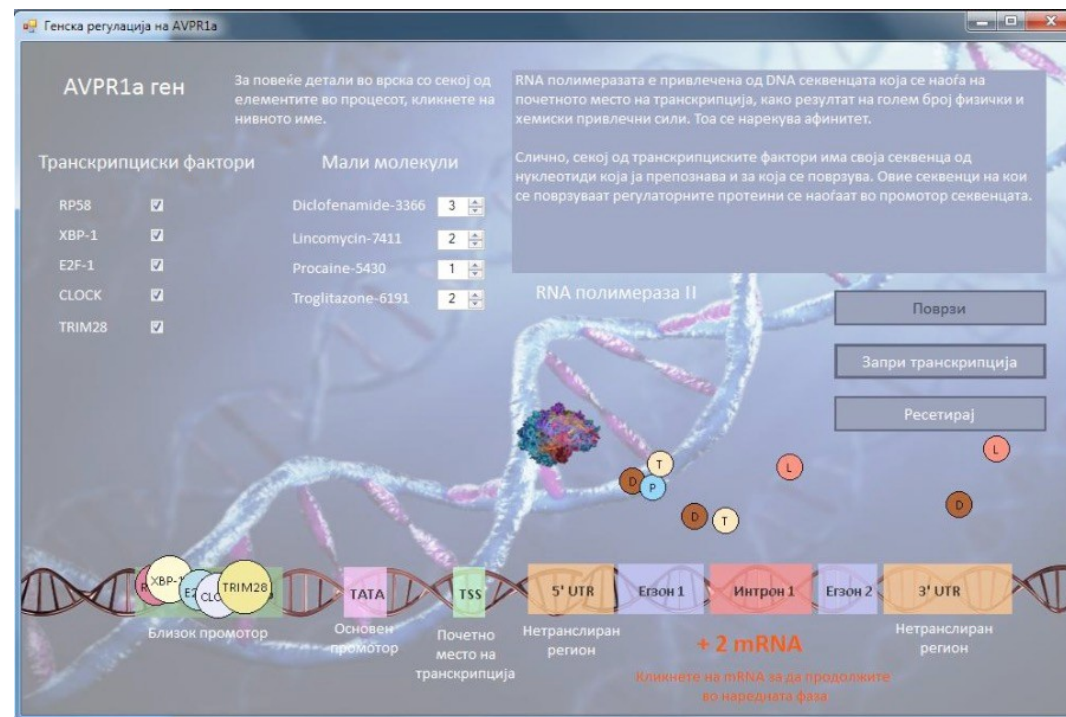 Генска регулација на AVPR1a
AVPR1a ген
За повеќе детали во врска со секој од
елементите во процесот, кликнете на
нивното име.
RNA полимеразата е привлечена од DNA секвенцата која се наоѓа на
почетното место на транскрипција, како резултат на голем број физички и
хемиски привлечни сили. Тоа се нарекува афинитет.
Слично, секој од транскрипциските фактори има своја секвенца од
нуклеотиди која ја препознава и за која се поврзува. Овие секвенци на кои
се поврзуваат регулаторните протеини се наоѓаат во промотор секвенцата.
Транскрипциски фактори
RP58
XBP-1
E2F-1
CLOCK
TRIM28
Мали молекули
Diclofenamide-3366 3
Lincomycin-7411 2
Procaine-5430 1
Troglitazone-6191 2
RNA полимераза II
Поврзи
Запри транскрипција
Ресетирај
L
T
L
D
P
D
D
T
XBP-1
TRIM28
TATA
TSS
5' UTR
Егзон 1
Интрон 1
Егзон 2
3' UTR
Близок промотор
Основен
промотор
Почетно
место на
транскрипција
Нетранслиран
регион
+ 2 mRNA
Кликнете на mRNA за да продолжите
во наредната фаза
Нетранслиран
регион